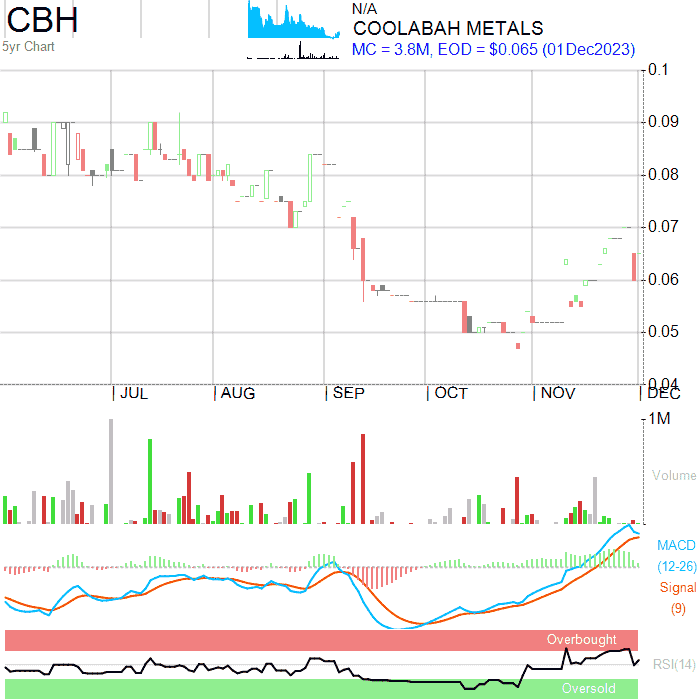 CBH
5yr Chart
N/A
COOLABAH METALS
MC = 3.8M, EOD = $0.065 (01Dec2023)
0.1
0.09
0.08
0.07
0.06
0.05
0.04
JUL
AUG
SEP
OCT
NOV
DEC
1M
Volume
MACD
(12-26)
Signal
(9)
Overbought
RSI(14)
Oversold